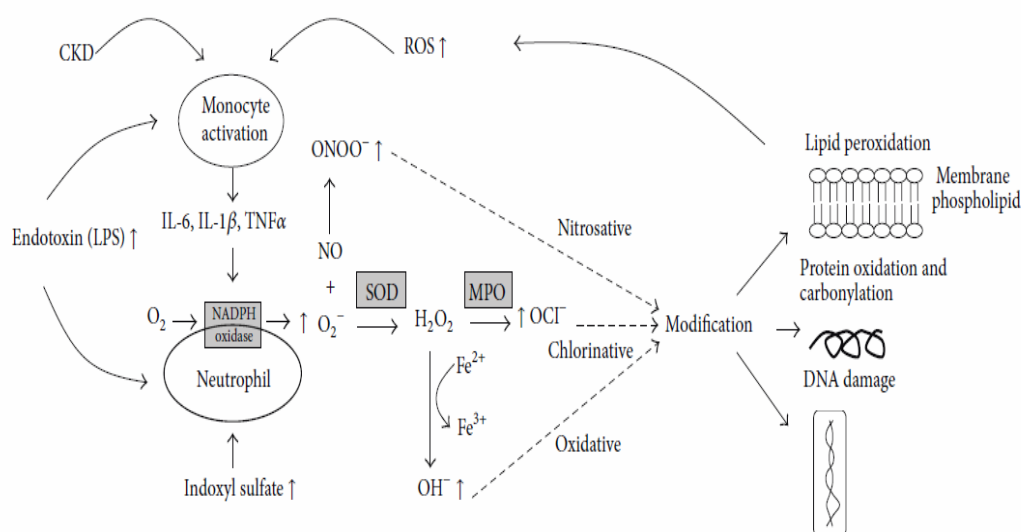 CKD
ROS ↑
Monocyte
activation
ONOO⁻ ↑
Lipid peroxidation
Membrane
phospholipid
IL-6, IL-1β, TNFα
Endotoxin (LPS) ↑
NO
Nitrosative
+
Protein oxidation and
carbonylation
SOD
MPO
O₂
NADPH
oxidase
↑ O₂⁻
H₂O₂
↑ OCl⁻
Modification
Chlorinative
Neutrophil
Fe²⁺
DNA damage
Fe³⁺
Oxidative
Indoxyl sulfate ↑
OH⁻ ↑